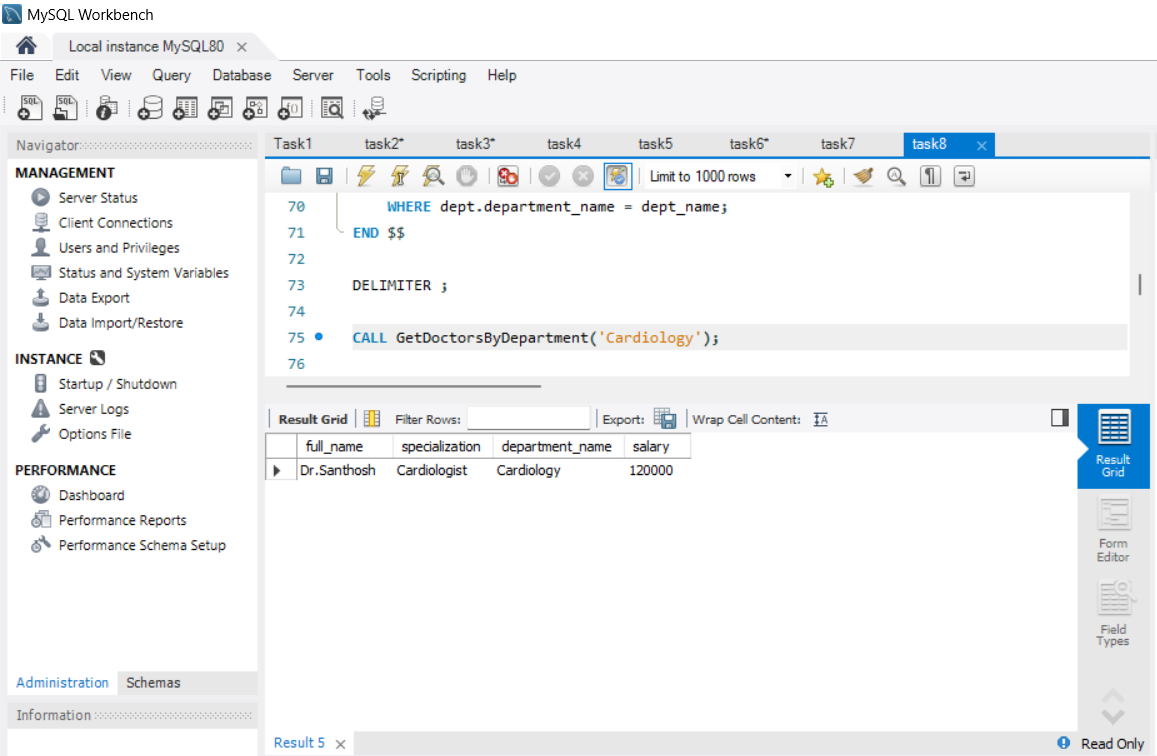 MySQL Workbench
Local instance MySQL80
File Edit View Query Database Server Tools Scripting Help
Navigator
MANAGEMENT
Server Status
Client Connections
Users and Privileges
Status and System Variables
Data Export
Data Import/Restore
INSTANCE
Startup / Shutdown
Server Logs
Options File
PERFORMANCE
Dashboard
Performance Reports
Performance Schema Setup
Administration Schemas
Information
Task1 task2* task3* task4 task5 task6* task7 task8
Limit to 1000 rows
70 WHERE dept.department_name = dept_name;
71 END $$
72
73 DELIMITER ;
74
75 CALL GetDoctorsByDepartment('Cardiology');
76
Result Grid Filter Rows: Export: Wrap Cell Content:
full_name specialization department_name salary
Dr.Santhosh Cardiologist Cardiology 120000
Result
Grid
Form
Editor
Field
Types
Result 5
Read Only